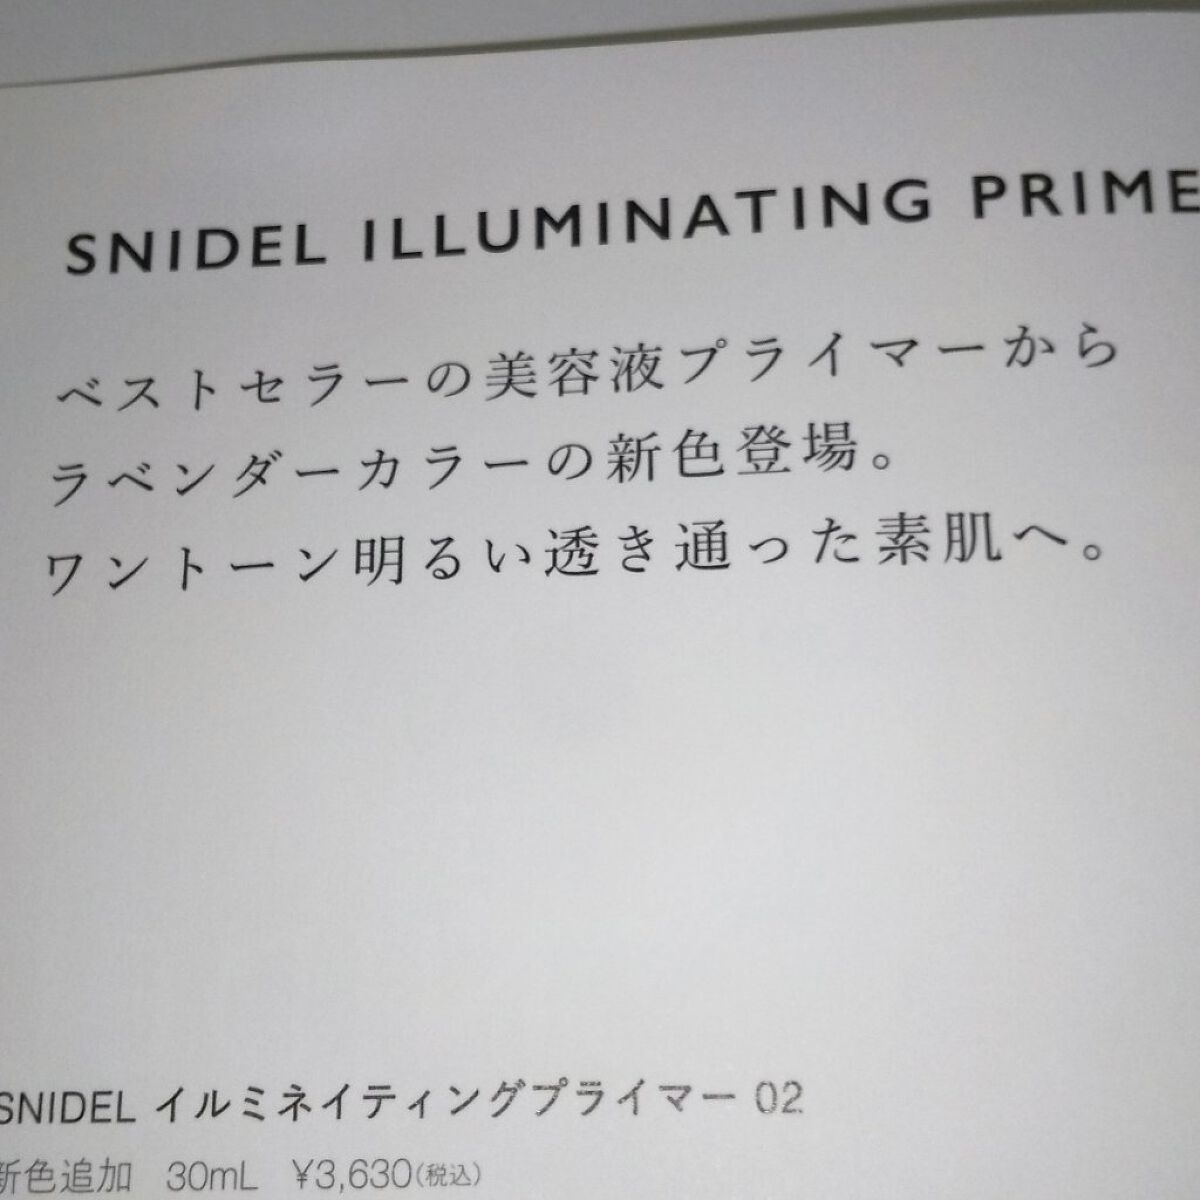 SNIDEL ILLUMINATING PRIME
ベストセラーの美容液プライマーから
ラベンダーカラーの新色登場。
ワントーン明るい透き通った素肌へ。
SNIDEL イルミネイティングプライマー 02
新色追加 30mL ¥3,630(税込)